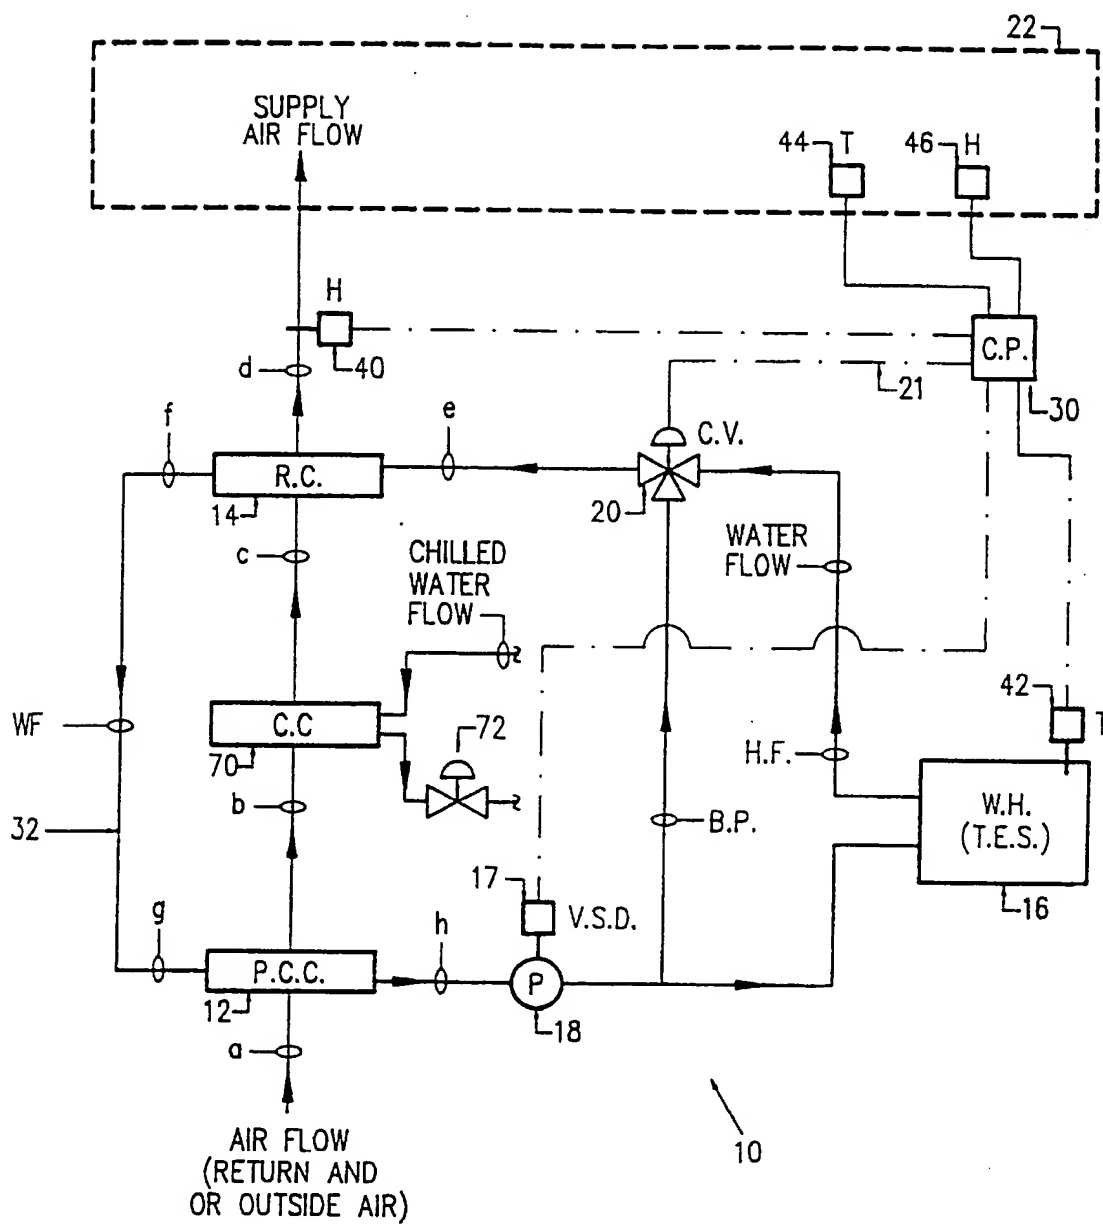 22
SUPPLY
AIR FLOW
44 T
46 H
H
40
d
C.P.
21
30
f
e
C.V.
R.C.
14
20
c
CHILLED
WATER
FLOW
WATER
FLOW
42
T
WF
C.C
70
72
H.F.
b
B.P.
W.H.
(T.E.S.)
32
17
16
g
h
V.S.D.
P.C.C.
P
12
18
a
10
AIR FLOW
(RETURN AND
OR OUTSIDE AIR)